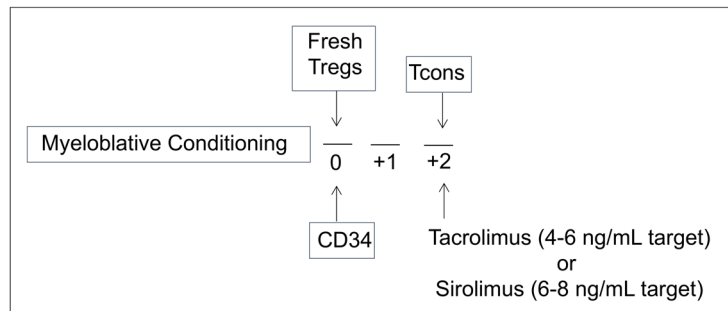 Fresh
Tregs
Tcons
Myeloblative Conditioning
0 +1 +2
CD34
Tacrolimus (4-6 ng/mL target)
or
Sirolimus (6-8 ng/mL target)